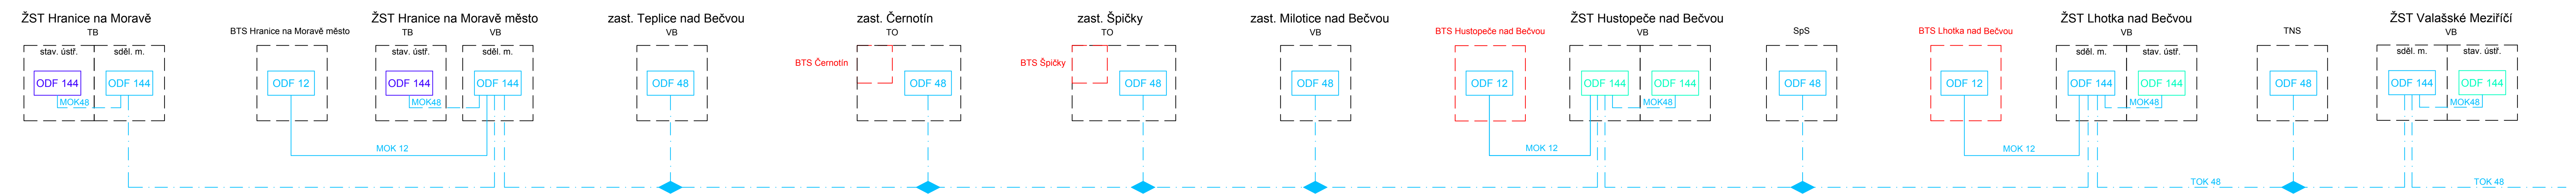 ŽST Hranice na Moravě
TB
stav. ústř.
sděl. m.
ODF 144
ODF 144
MOK48
BTS Hranice na Moravě město
ODF 12
MOK 12
ŽST Hranice na Moravě město
TB
VB
stav. ústř.
sděl. m.
ODF 144
ODF 144
MOK48
zast. Teplice nad Bečvou
VB
ODF 48
zast. Černotín
TO
BTS Černotín
ODF 48
zast. Špičky
TO
BTS Špičky
ODF 48
zast. Milotice nad Bečvou
VB
ODF 48
BTS Hustopeče nad Bečvou
ODF 12
MOK 12
ŽST Hustopeče nad Bečvou
VB
ODF 144
ODF 144
MOK48
SpS
ODF 48
BTS Lhotka nad Bečvou
ODF 12
MOK 12
ŽST Lhotka nad Bečvou
VB
sděl. m.
stav. ústř.
ODF 144
ODF 144
MOK48
TNS
ODF 48
TOK 48
ŽST Valašské Meziříčí
VB
sděl. m.
stav. ústř.
ODF 144
ODF 144
MOK48
TOK 48